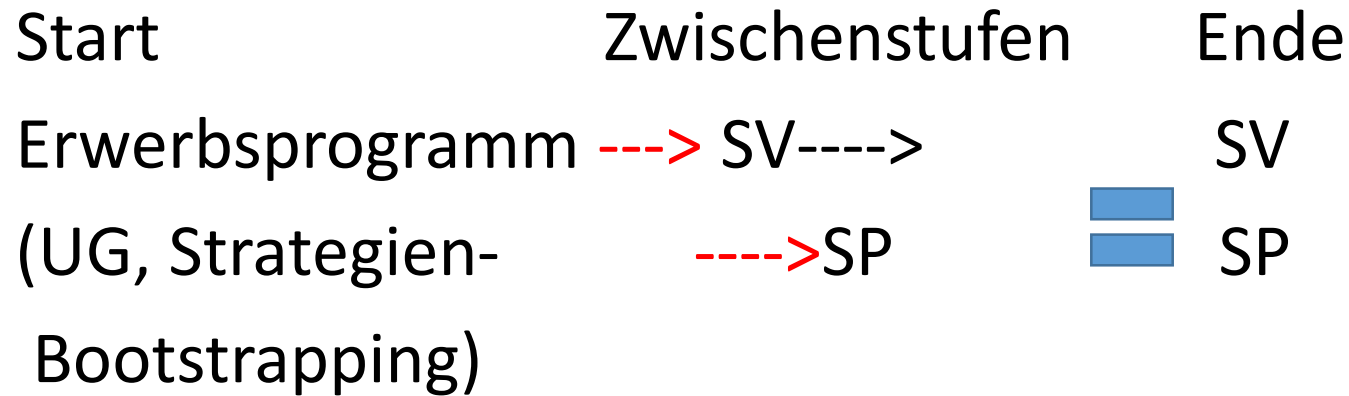 Start Zwischenstufen Ende
Erwerbsprogramm ---> SV----> SV
(UG, Strategien- ---->SP SP
Bootstrapping)